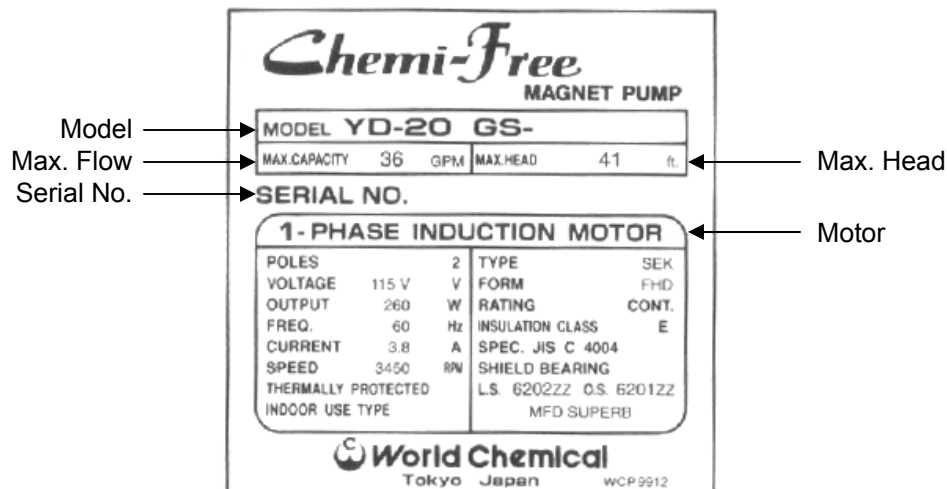 Chemi-Free
MAGNET PUMP
Model
MODEL YD-20 GS-
Max. Flow
MAX.CAPACITY 36 GPM MAX.HEAD 41 ft.
Max. Head
Serial No.
SERIAL NO.
1-PHASE INDUCTION MOTOR
Motor
POLES 2 TYPE SEK
VOLTAGE 115 V V FORM FHD
OUTPUT 260 W RATING CONT.
FREQ. 60 Hz INSULATION CLASS E
CURRENT 3.8 A SPEC. JIS C 4004
SPEED 3450 RPM SHIELD BEARING
THERMALLY PROTECTED L.S. 6202ZZ O.S. 6201ZZ
INDOOR USE TYPE MFD SUPERB
World Chemical
Tokyo Japan WCP9912